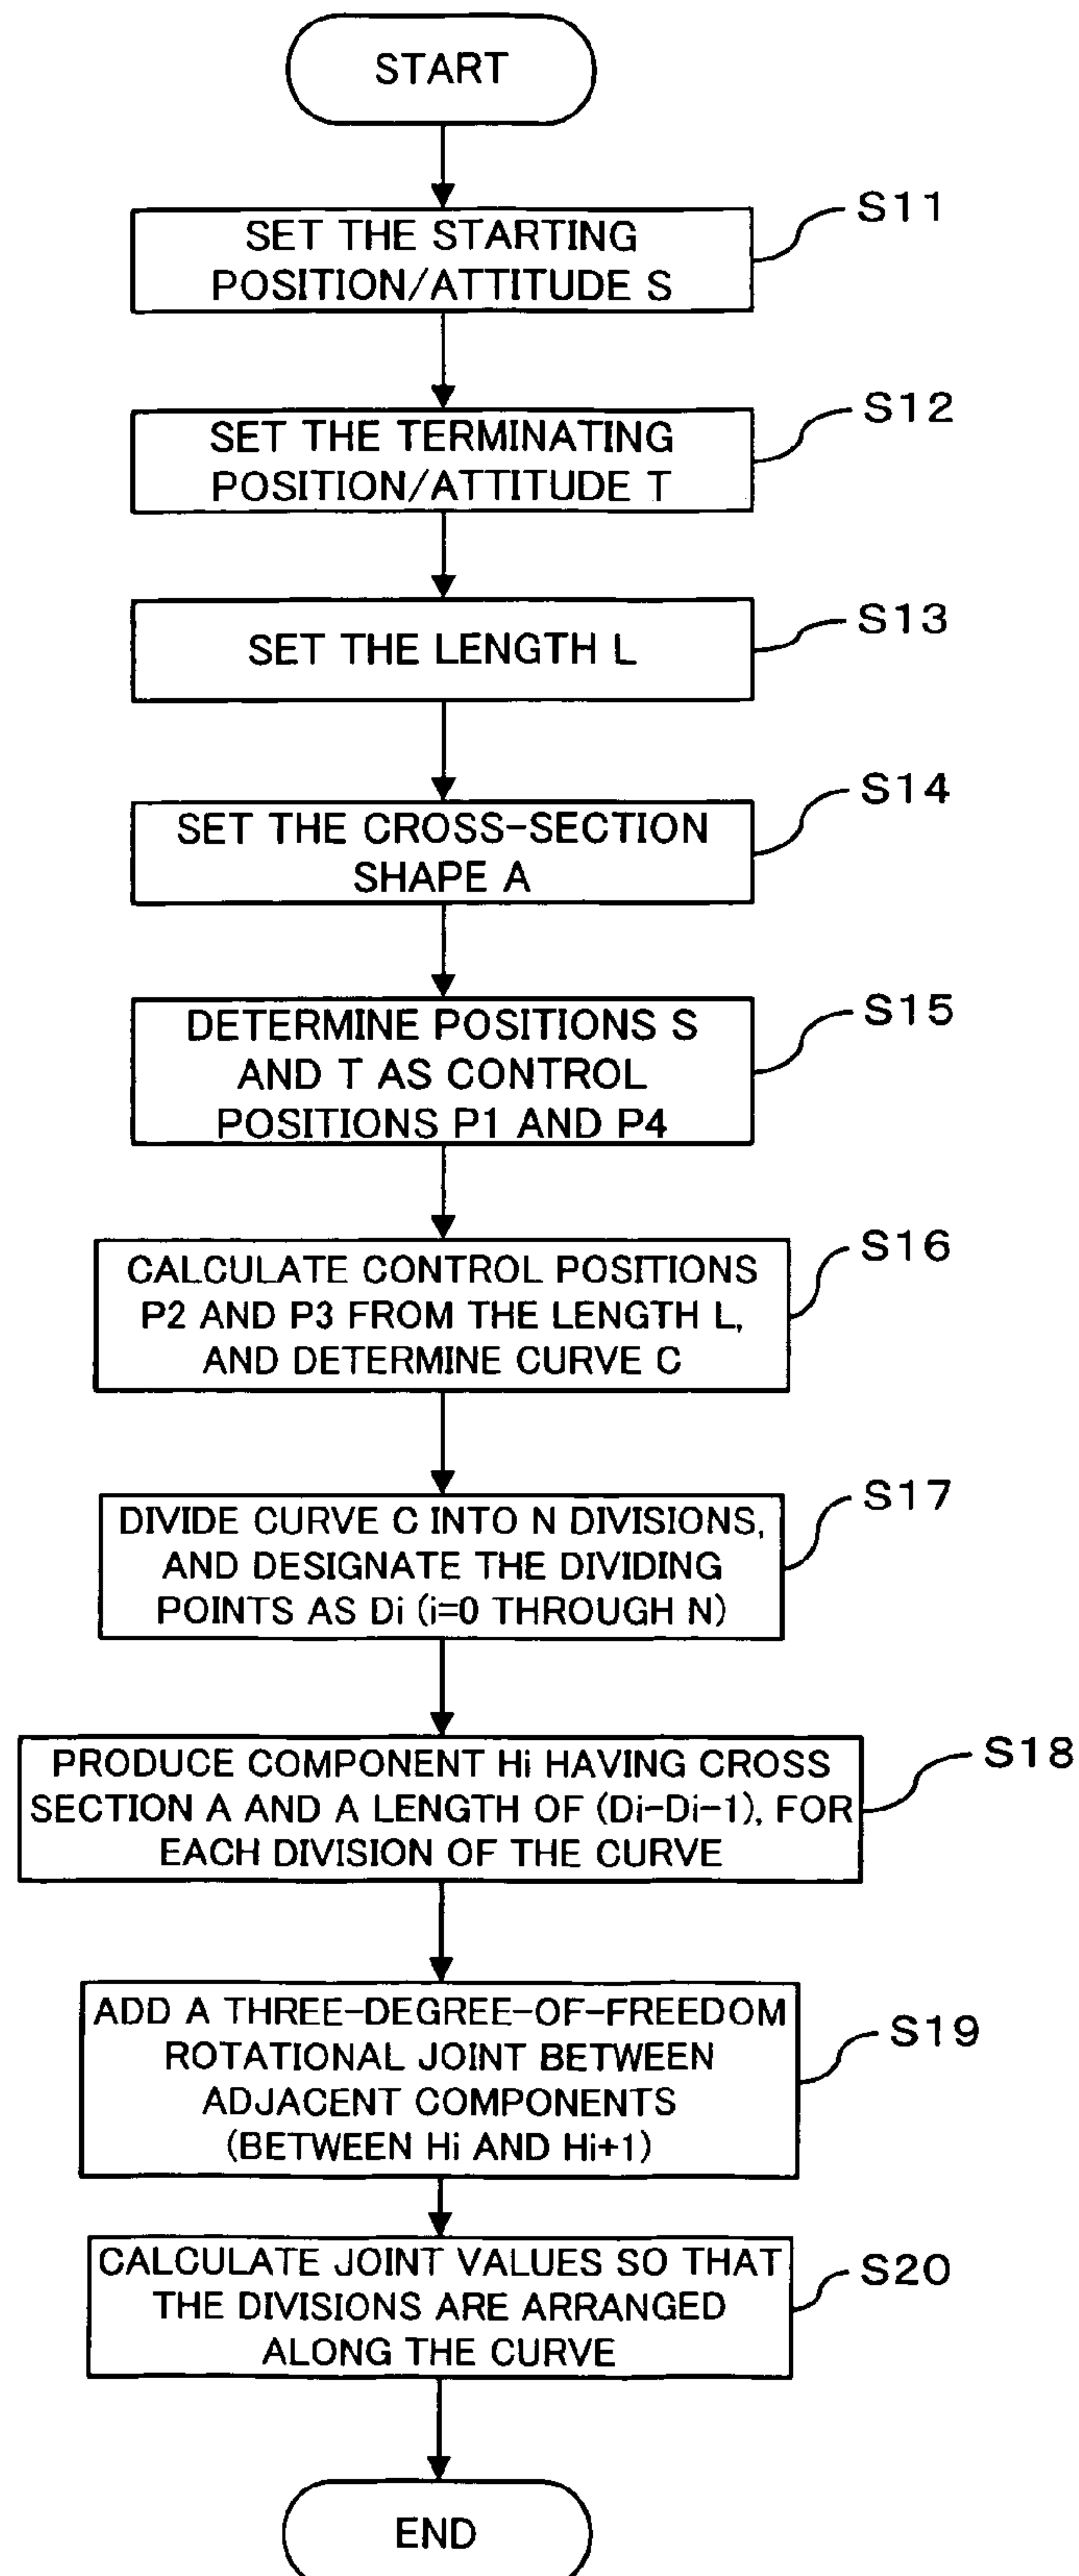 START
S11
SET THE STARTING
POSITION/ATTITUDE S
S12
SET THE TERMINATING
POSITION/ATTITUDE T
S13
SET THE LENGTH L
S14
SET THE CROSS-SECTION
SHAPE A
S15
DETERMINE POSITIONS S
AND T AS CONTROL
POSITIONS P1 AND P4
S16
CALCULATE CONTROL POSITIONS
P2 AND P3 FROM THE LENGTH L,
AND DETERMINE CURVE C
S17
DIVIDE CURVE C INTO N DIVISIONS,
AND DESIGNATE THE DIVIDING
POINTS AS Di (i=0 THROUGH N)
S18
PRODUCE COMPONENT Hi HAVING CROSS
SECTION A AND A LENGTH OF (Di-Di-1), FOR
EACH DIVISION OF THE CURVE
S19
ADD A THREE-DEGREE-OF-FREEDOM
ROTATIONAL JOINT BETWEEN
ADJACENT COMPONENTS
(BETWEEN Hi AND Hi+1)
S20
CALCULATE JOINT VALUES SO THAT
THE DIVISIONS ARE ARRANGED
ALONG THE CURVE
END